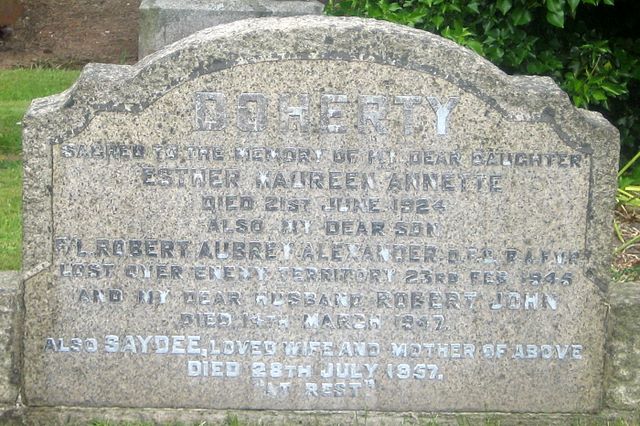 DOHERTY
SACRED TO THE MEMORY OF MY DEAR DAUGHTER
ESTHER MAUREEN ANNETTE
DIED 21ST JUNE 1924
ALSO MY DEAR SON
F/L. ROBERT AUBREY ALEXANDER. D.F.C. R.A.F.V.R.
LOST OVER ENEMY TERRITORY 23RD FEB 1945
AND MY DEAR HUSBAND ROBERT JOHN
DIED 14TH MARCH 1947.
ALSO SAYDEE, LOVED WIFE AND MOTHER OF ABOVE
DIED 28TH JULY 1957.
"AT REST"